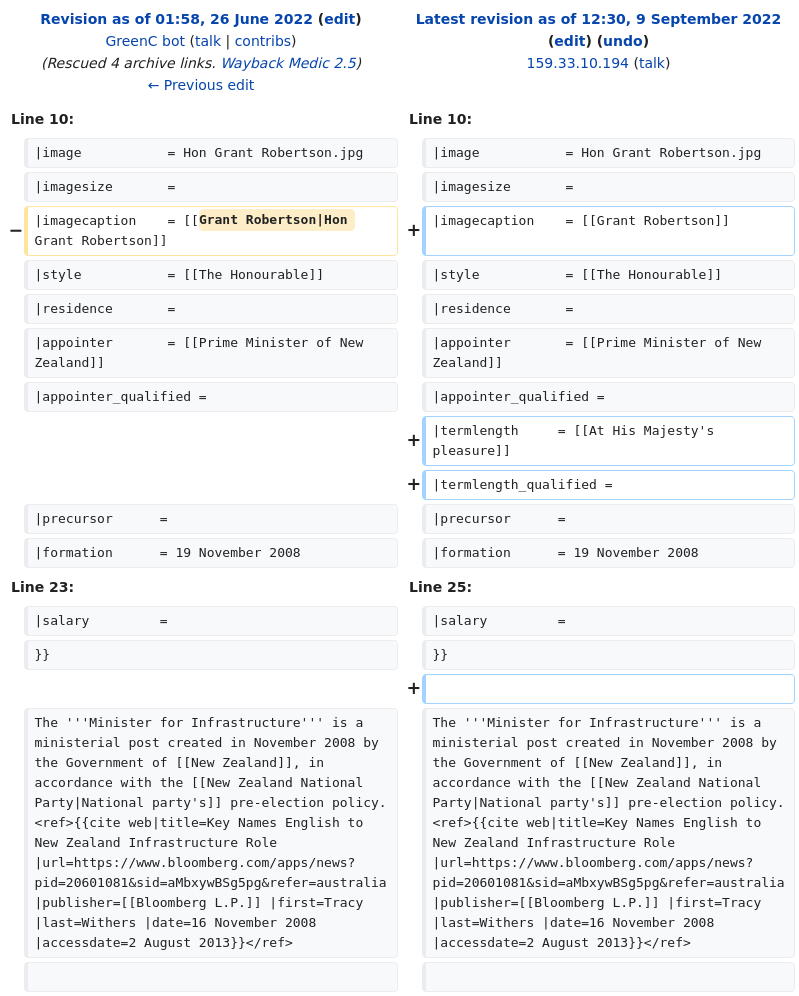 Revision as of 01:58, 26 June 2022 (edit)
GreenC bot (talk | contribs)
(Rescued 4 archive links. Wayback Medic 2.5)
← Previous edit
Latest revision as of 12:30, 9 September 2022
(edit) (undo)
159.33.10.194 (talk)
Line 10:
Line 10:
|image           = Hon Grant Robertson.jpg
|image           = Hon Grant Robertson.jpg
|imagesize       =
|imagesize       =
− |imagecaption    = [[Grant Robertson|Hon
Grant Robertson]]
+ |imagecaption    = [[Grant Robertson]]
|style           = [[The Honourable]]
|style           = [[The Honourable]]
|residence       =
|residence       =
|appointer       = [[Prime Minister of New
Zealand]]
|appointer       = [[Prime Minister of New
Zealand]]
|appointer_qualified =
|appointer_qualified =
+ |termlength     = [[At His Majesty's
pleasure]]
+ |termlength_qualified =
|precursor      =
|precursor      =
|formation      = 19 November 2008
|formation      = 19 November 2008
Line 23:
Line 25:
|salary         =
|salary         =
}}
}}
+
The '''Minister for Infrastructure''' is a
ministerial post created in November 2008 by
the Government of [[New Zealand]], in
accordance with the [[New Zealand National
Party|National party's]] pre-election policy.
<ref>{{cite web|title=Key Names English to
New Zealand Infrastructure Role
|url=https://www.bloomberg.com/apps/news?
pid=20601081&sid=aMbxywBSg5pg&refer=australia
|publisher=[[Bloomberg L.P.]] |first=Tracy
|last=Withers |date=16 November 2008
|accessdate=2 August 2013}}</ref>
The '''Minister for Infrastructure''' is a
ministerial post created in November 2008 by
the Government of [[New Zealand]], in
accordance with the [[New Zealand National
Party|National party's]] pre-election policy.
<ref>{{cite web|title=Key Names English to
New Zealand Infrastructure Role
|url=https://www.bloomberg.com/apps/news?
pid=20601081&sid=aMbxywBSg5pg&refer=australia
|publisher=[[Bloomberg L.P.]] |first=Tracy
|last=Withers |date=16 November 2008
|accessdate=2 August 2013}}</ref>